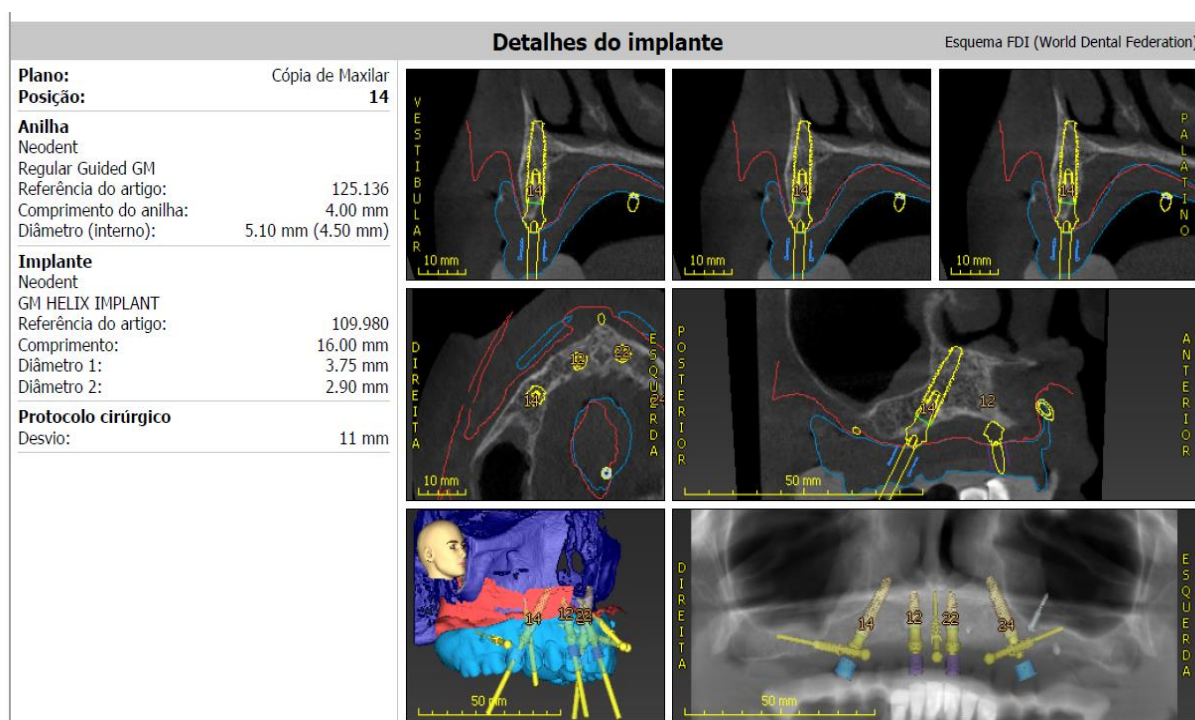 Detalhes do implante
Esquema FDI (World Dental Federation)
Plano: Cópia de Maxilar
Posição: 14
Anilha
Neodent
Regular Guided GM
Referência do artigo: 125.136
Comprimento do anilha: 4.00 mm
Diâmetro (interno): 5.10 mm (4.50 mm)
Implante
Neodent
GM HELIX IMPLANT
Referência do artigo: 109.980
Comprimento: 16.00 mm
Diâmetro 1: 3.75 mm
Diâmetro 2: 2.90 mm
Protocolo cirúrgico
Desvio: 11 mm
VESTIBULAR
14
10 mm
14
10 mm
14
10 mm
PALATINO
DIREITA
14
12
22
ESQUERDA
10 mm
POSTERIOR
14
12
50 mm
ANTERIOR
14
12
50 mm
DIREITA
14
12
22
24
50 mm
ESQUERDA